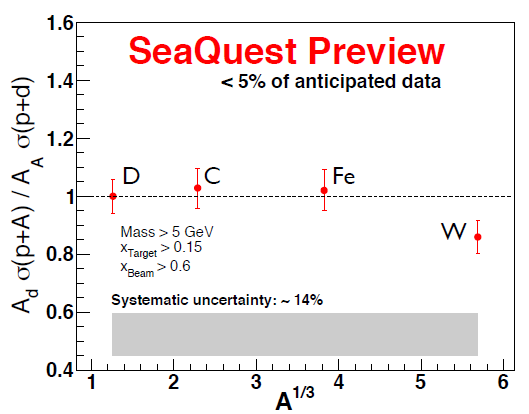 SeaQuest Preview
< 5% of anticipated data
A_d σ(p+A) / A_A σ(p+d)
1.6
1.4
1.2
1
0.8
0.6
0.4
D
C
Fe
W
Mass > 5 GeV
x_Target > 0.15
x_Beam > 0.6
Systematic uncertainty: ~ 14%
1 2 3 4 5 6
A^1/3